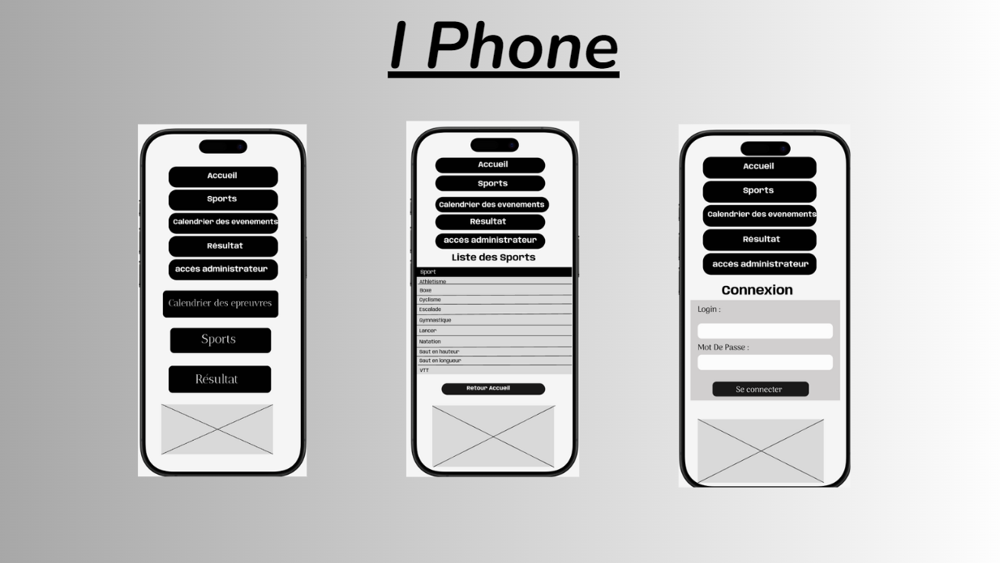 I Phone
Accueil
Sports
Calendrier des evenements
Résultat
accès administrateur
Calendrier des epreuvres
Sports
Résultat
Accueil
Sports
Calendrier des evenements
Résultat
accès administrateur
Liste des Sports
Sport
Athlétisme
Boxe
Cyclisme
Escalade
Gymnastique
Lancer
Natation
Saut en hauteur
Saut en longueur
VTT
Retour Accueil
Accueil
Sports
Calendrier des evenements
Résultat
accès administrateur
Connexion
Login :
Mot De Passe :
Se connecter